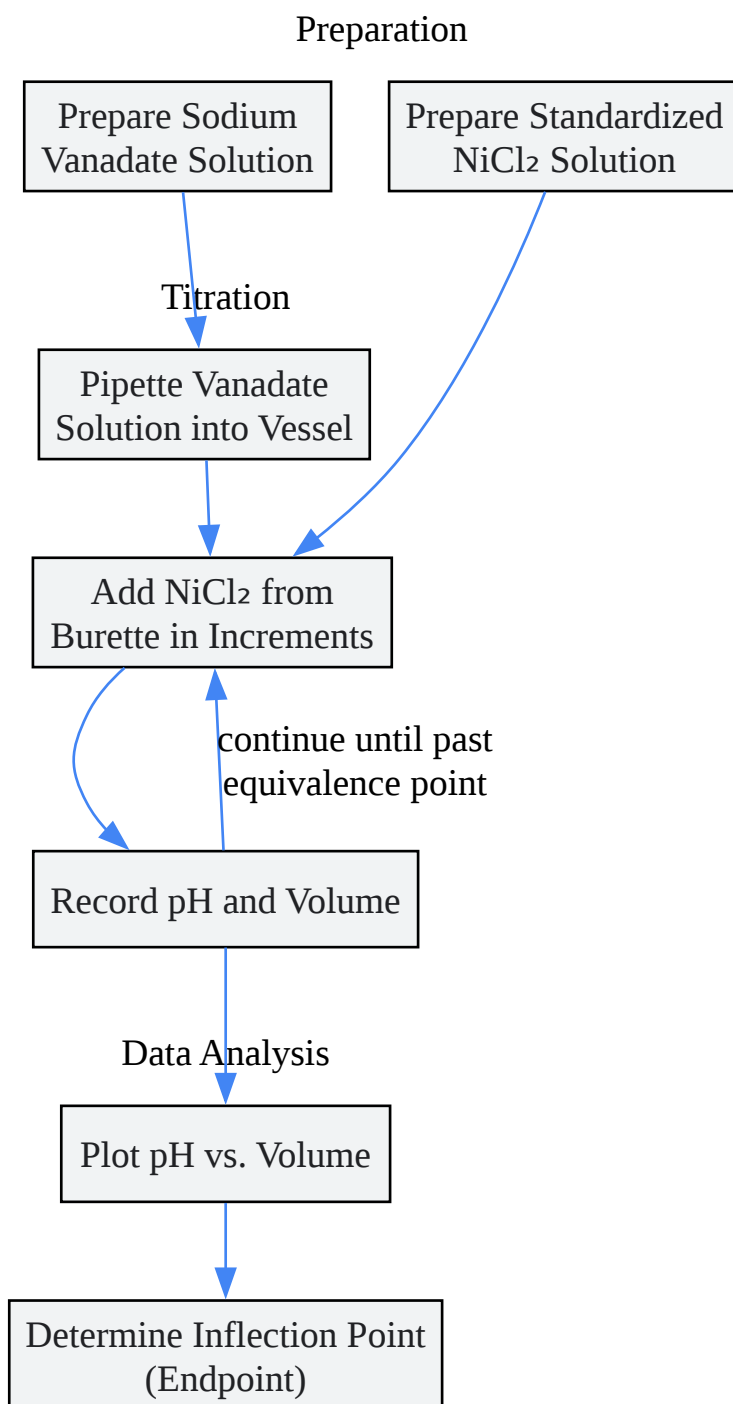 Preparation
Prepare Sodium
Vanadate Solution
Prepare Standardized
NiCl₂ Solution
Titration
Pipette Vanadate
Solution into Vessel
Add NiCl₂ from
Burette in Increments
continue until past
equivalence point
Record pH and Volume
Data Analysis
Plot pH vs. Volume
Determine Inflection Point
(Endpoint)